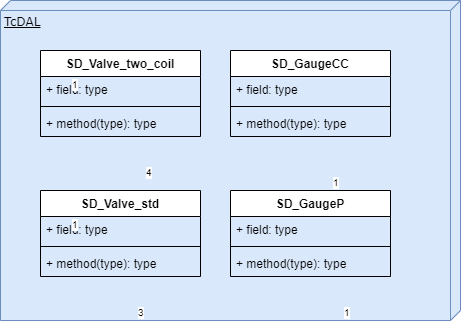 TcDAL
SD_Valve_two_coil
+ field: type
1
+ method(type): type
4
SD_GaugeCC
+ field: type
+ method(type): type
1
SD_Valve_std
+ field: type
1
+ method(type): type
3
SD_GaugeP
+ field: type
+ method(type): type
1